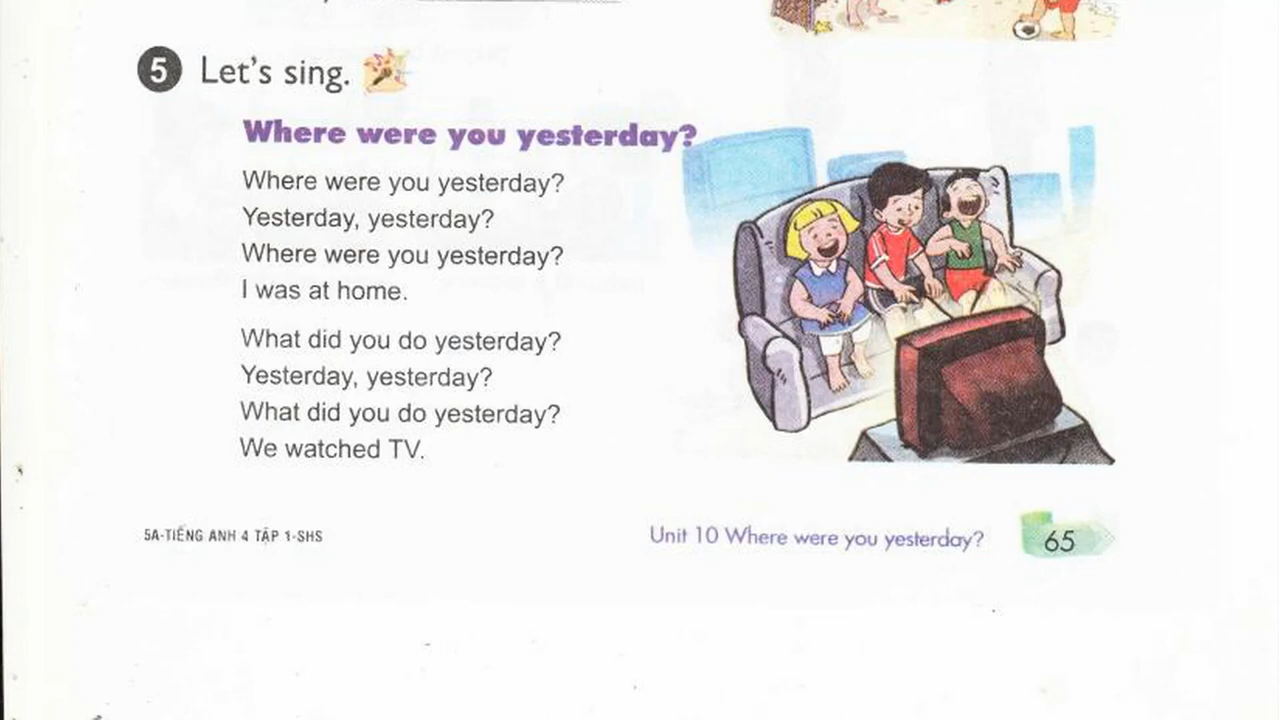 5 Let's sing.
Where were you yesterday?
Where were you yesterday?
Yesterday, yesterday?
Where were you yesterday?
I was at home.
What did you do yesterday?
Yesterday, yesterday?
What did you do yesterday?
We watched TV.
5A-TIẾNG ANH 4 TẬP 1-SHS
Unit 10 Where were you yesterday? 65